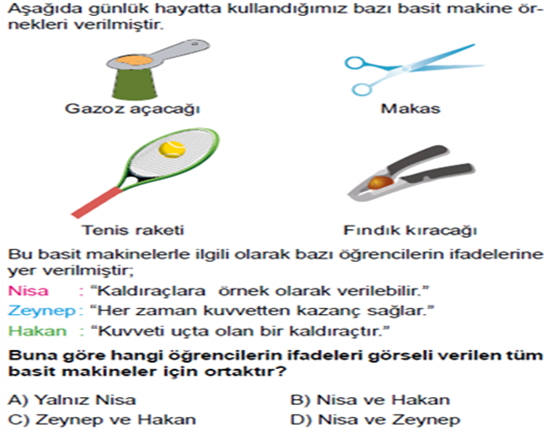 Aşağıda günlük hayatta kullandığımız bazı basit makine ör-
nekleri verilmiştir.
Gazoz açacağı
Makas
Tenis raketi
Fındık kıracağı
Bu basit makinelerle ilgili olarak bazı öğrencilerin ifadelerine
yer verilmiştir;
Nisa : “Kaldıraçlara örnek olarak verilebilir.”
Zeynep : “Her zaman kuvvetten kazanç sağlar.”
Hakan : “Kuvveti uçta olan bir kaldıraçtır.”
Buna göre hangi öğrencilerin ifadeleri görseli verilen tüm
basit makineler için ortaktır?
A) Yalnız Nisa
B) Nisa ve Hakan
C) Zeynep ve Hakan
D) Nisa ve Zeynep